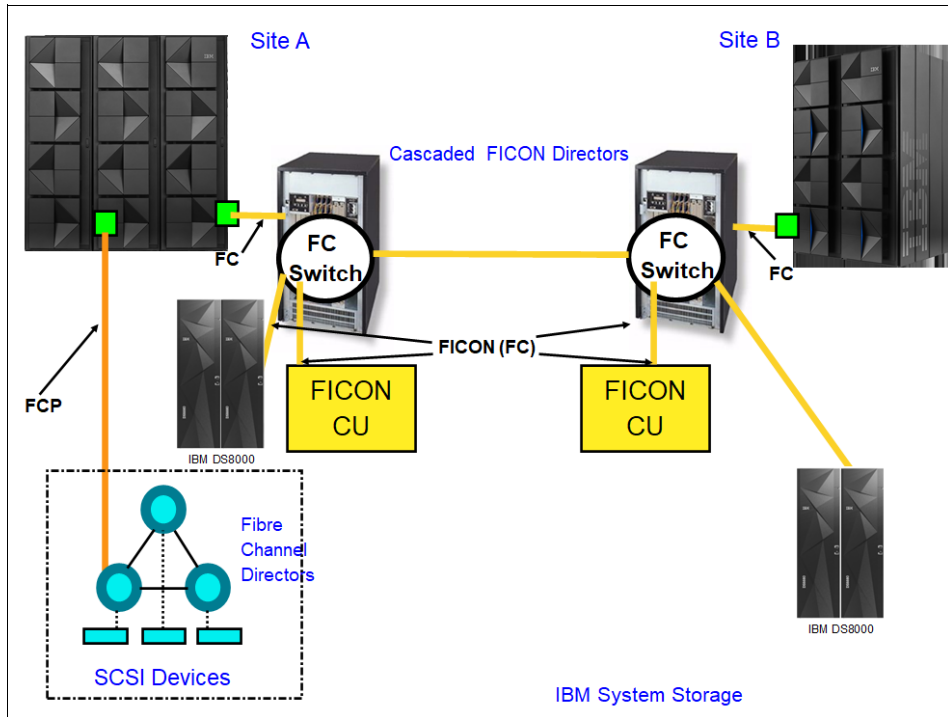 Site A
Site B
IBM
Cascaded FICON Directors
FC
FC
Switch
FC
Switch
FC
FICON (FC)
FCP
FICON
CU
FICON
CU
IBM DS8000
Fibre
Channel
Directors
SCSI Devices
IBM DS8000
IBM System Storage